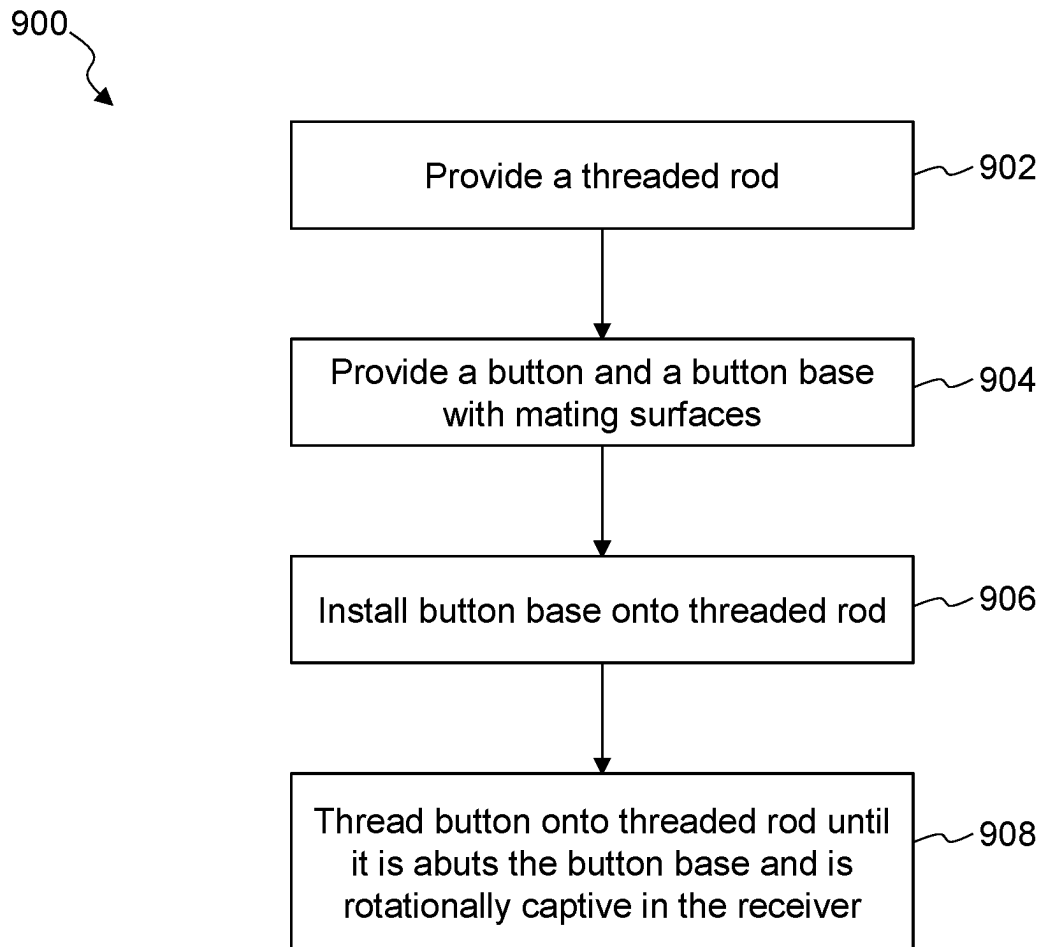 900
Provide a threaded rod
902
Provide a button and a button base
with mating surfaces
904
Install button base onto threaded rod
906
Thread button onto threaded rod until
it is abuts the button base and is
rotationally captive in the receiver
908